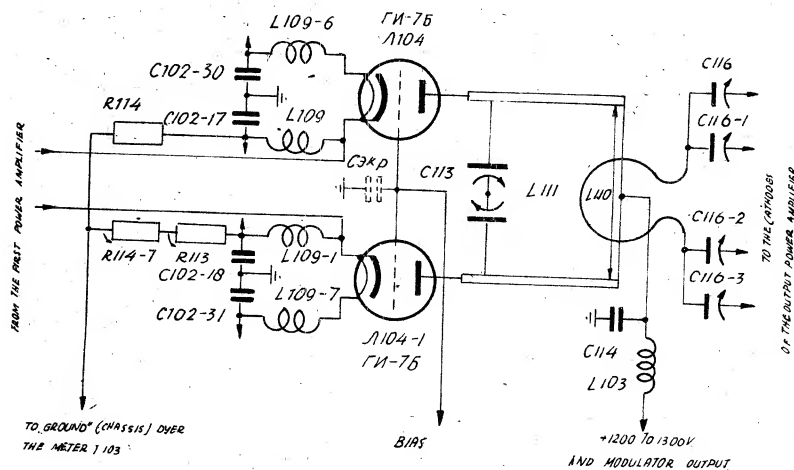 L109-6
ГИ-7Б
Л104
C102-30
C102-17
L109
R114
Cэкр
C113
L111
L110
C116
C116-1
C116-2
C116-3
FROM THE FIRST POWER AMPLIFIER
TO THE CATHODES
OF THE OUTPUT POWER AMPLIFIER
R114-7
R113
C102-18
L109-1
L109-7
C102-31
Л104-1
ГИ-7Б
C114
L103
TO GROUND" (CHASSIS) OVER
THE METER I 103
BIAS
+1200 TO 1300V
AND MODULATOR OUTPUT